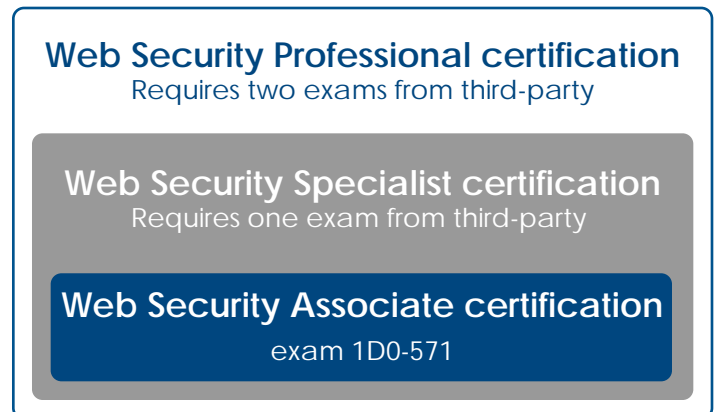 Web Security Professional certification
Requires two exams from third-party
Web Security Specialist certification
Requires one exam from third-party
Web Security Associate certification
exam 1D0-571